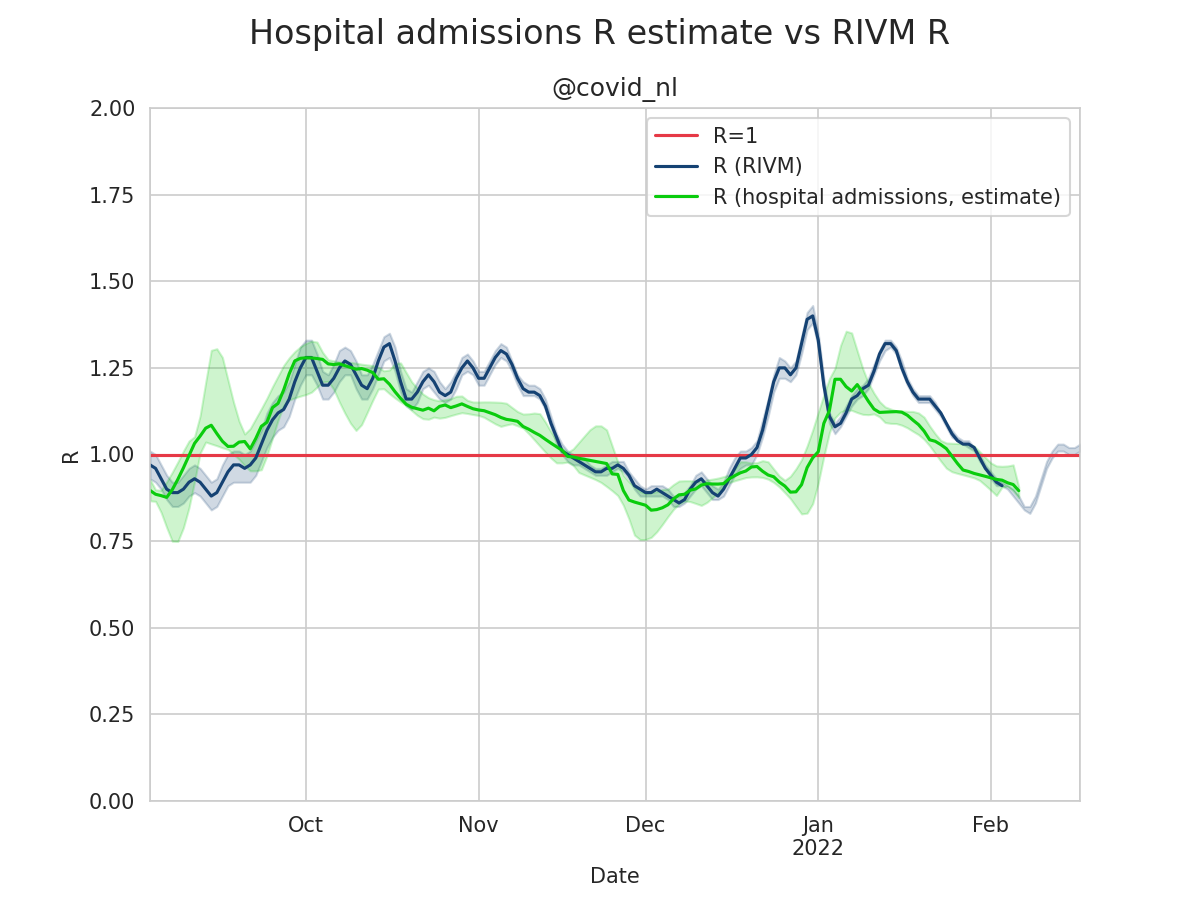 Hospital admissions R estimate vs RIVM R
@covid_nl
2.00
1.75
1.50
1.25
1.00
0.75
0.50
0.25
0.00
R
R=1
R (RIVM)
R (hospital admissions, estimate)
Oct Nov Dec Jan Feb
2022
Date